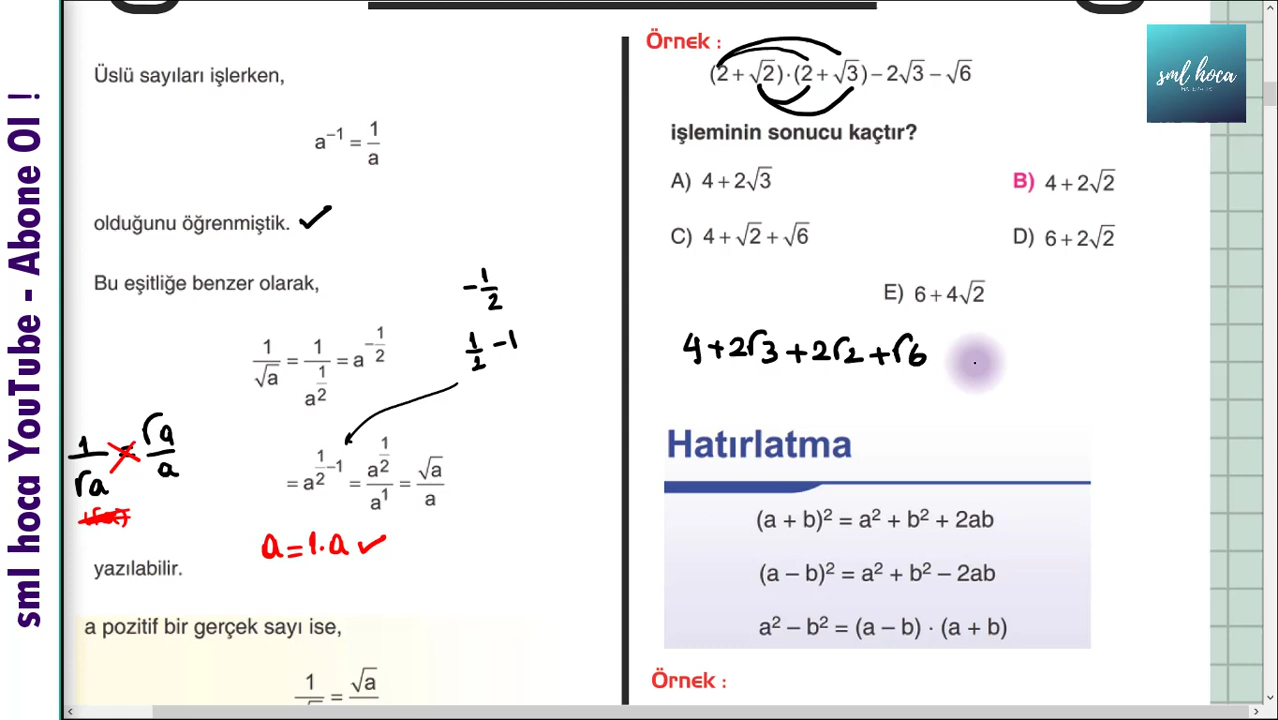 sml hoca YouTube - Abone Ol !
Üslü sayıları işlerken,
a⁻¹ = 1/a
olduğunu öğrenmiştik. ✓
Bu eşitliğe benzer olarak,
-1/2
1/2 -1
1/√a = 1/a^(1/2) = a^(-1/2)
= a^(1/2 -1) = a^(1/2)/a¹ = √a/a
1/√a = √a/a
a = 1.a ✓
yazılabilir.
a pozitif bir gerçek sayı ise,
1/√ = √a
Örnek :
(2 + √2)·(2 + √3) – 2√3 – √6
işleminin sonucu kaçtır?
A) 4 + 2√3
B) 4 + 2√2
C) 4 + √2 + √6
D) 6 + 2√2
E) 6 + 4√2
4+2√3+2√2+√6
Hatırlatma
(a + b)² = a² + b² + 2ab
(a – b)² = a² + b² – 2ab
a² – b² = (a – b) · (a + b)
Örnek :
sml hoca